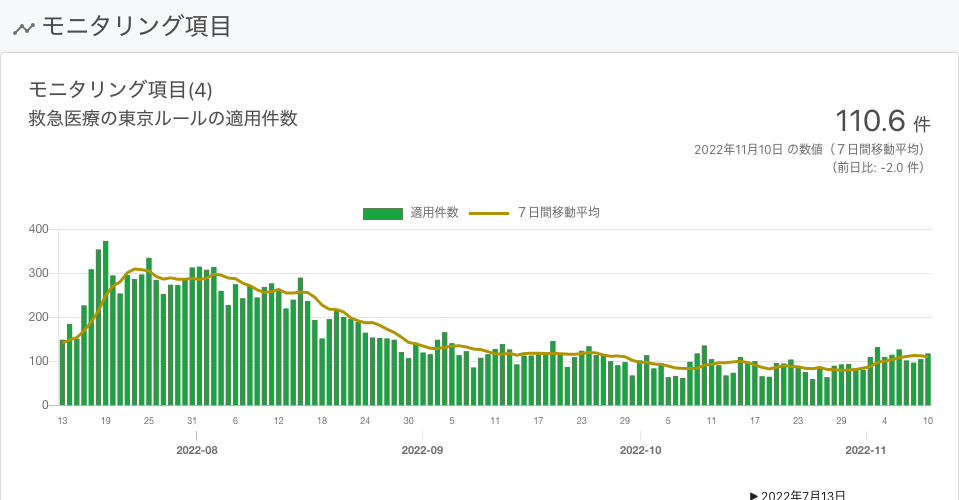 モニタリング項目
モニタリング項目(4)
救急医療の東京ルールの適用件数
110.6 件
2022年11月10日 の数値（７日間移動平均）
（前日比: -2.0 件）
適用件数 ７日間移動平均
400
300
200
100
0
13 19 25 31 6 12 18 24 30 5 11 17 23 29 5 11 17 23 29 4 10
2022-08 2022-09 2022-10 2022-11
▶ 2022年7月13日